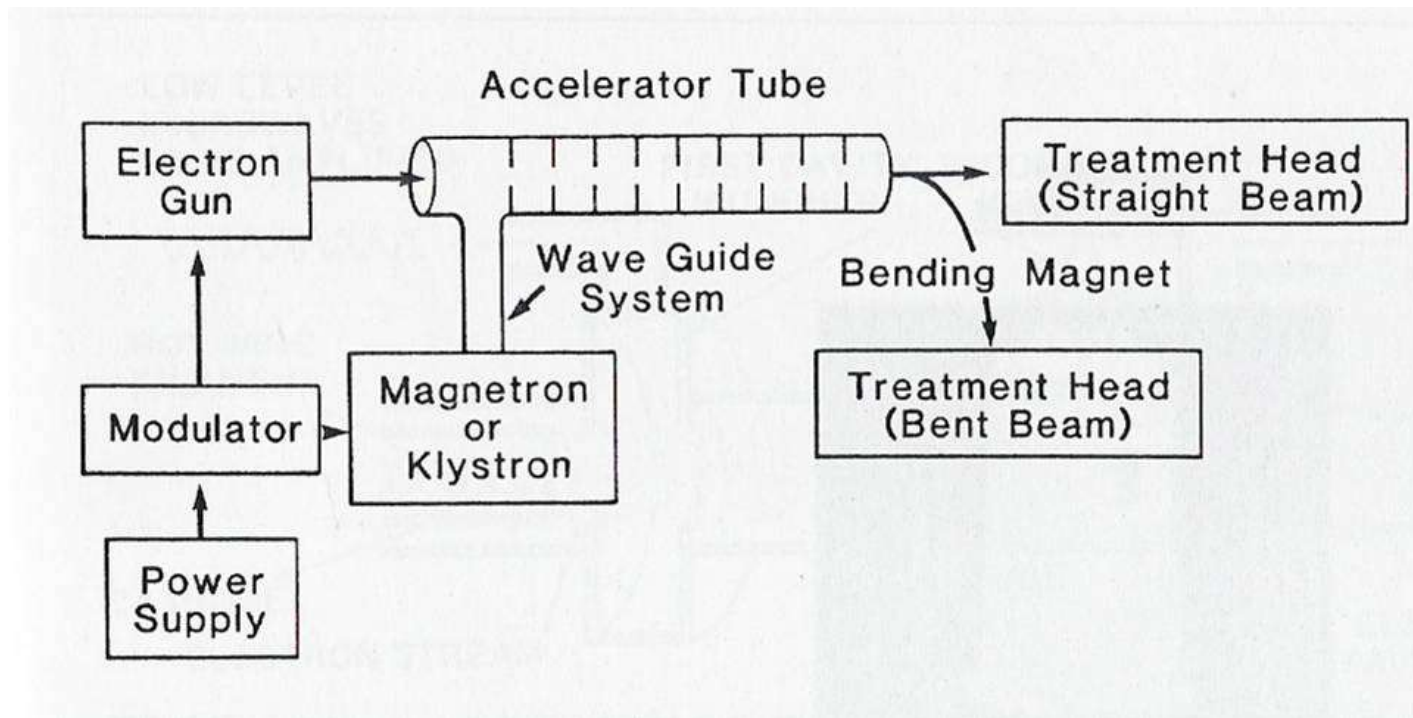 Accelerator Tube
Electron
Gun
Treatment Head
(Straight Beam)
Wave Guide
System
Bending Magnet
Magnetron
or
Klystron
Treatment Head
(Bent Beam)
Modulator
Power
Supply